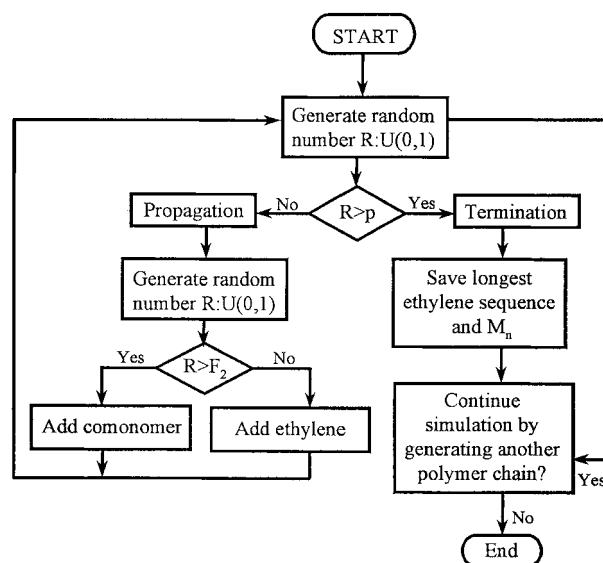 START
Generate random
number R:U(0,1)
No
R>p
Yes
Propagation
Termination
Generate random
number R:U(0,1)
Save longest
ethylene sequence
and Mₙ
Yes
R>F₂
No
Add comonomer
Add ethylene
Continue
simulation by
generating another
polymer chain?
Yes
No
End